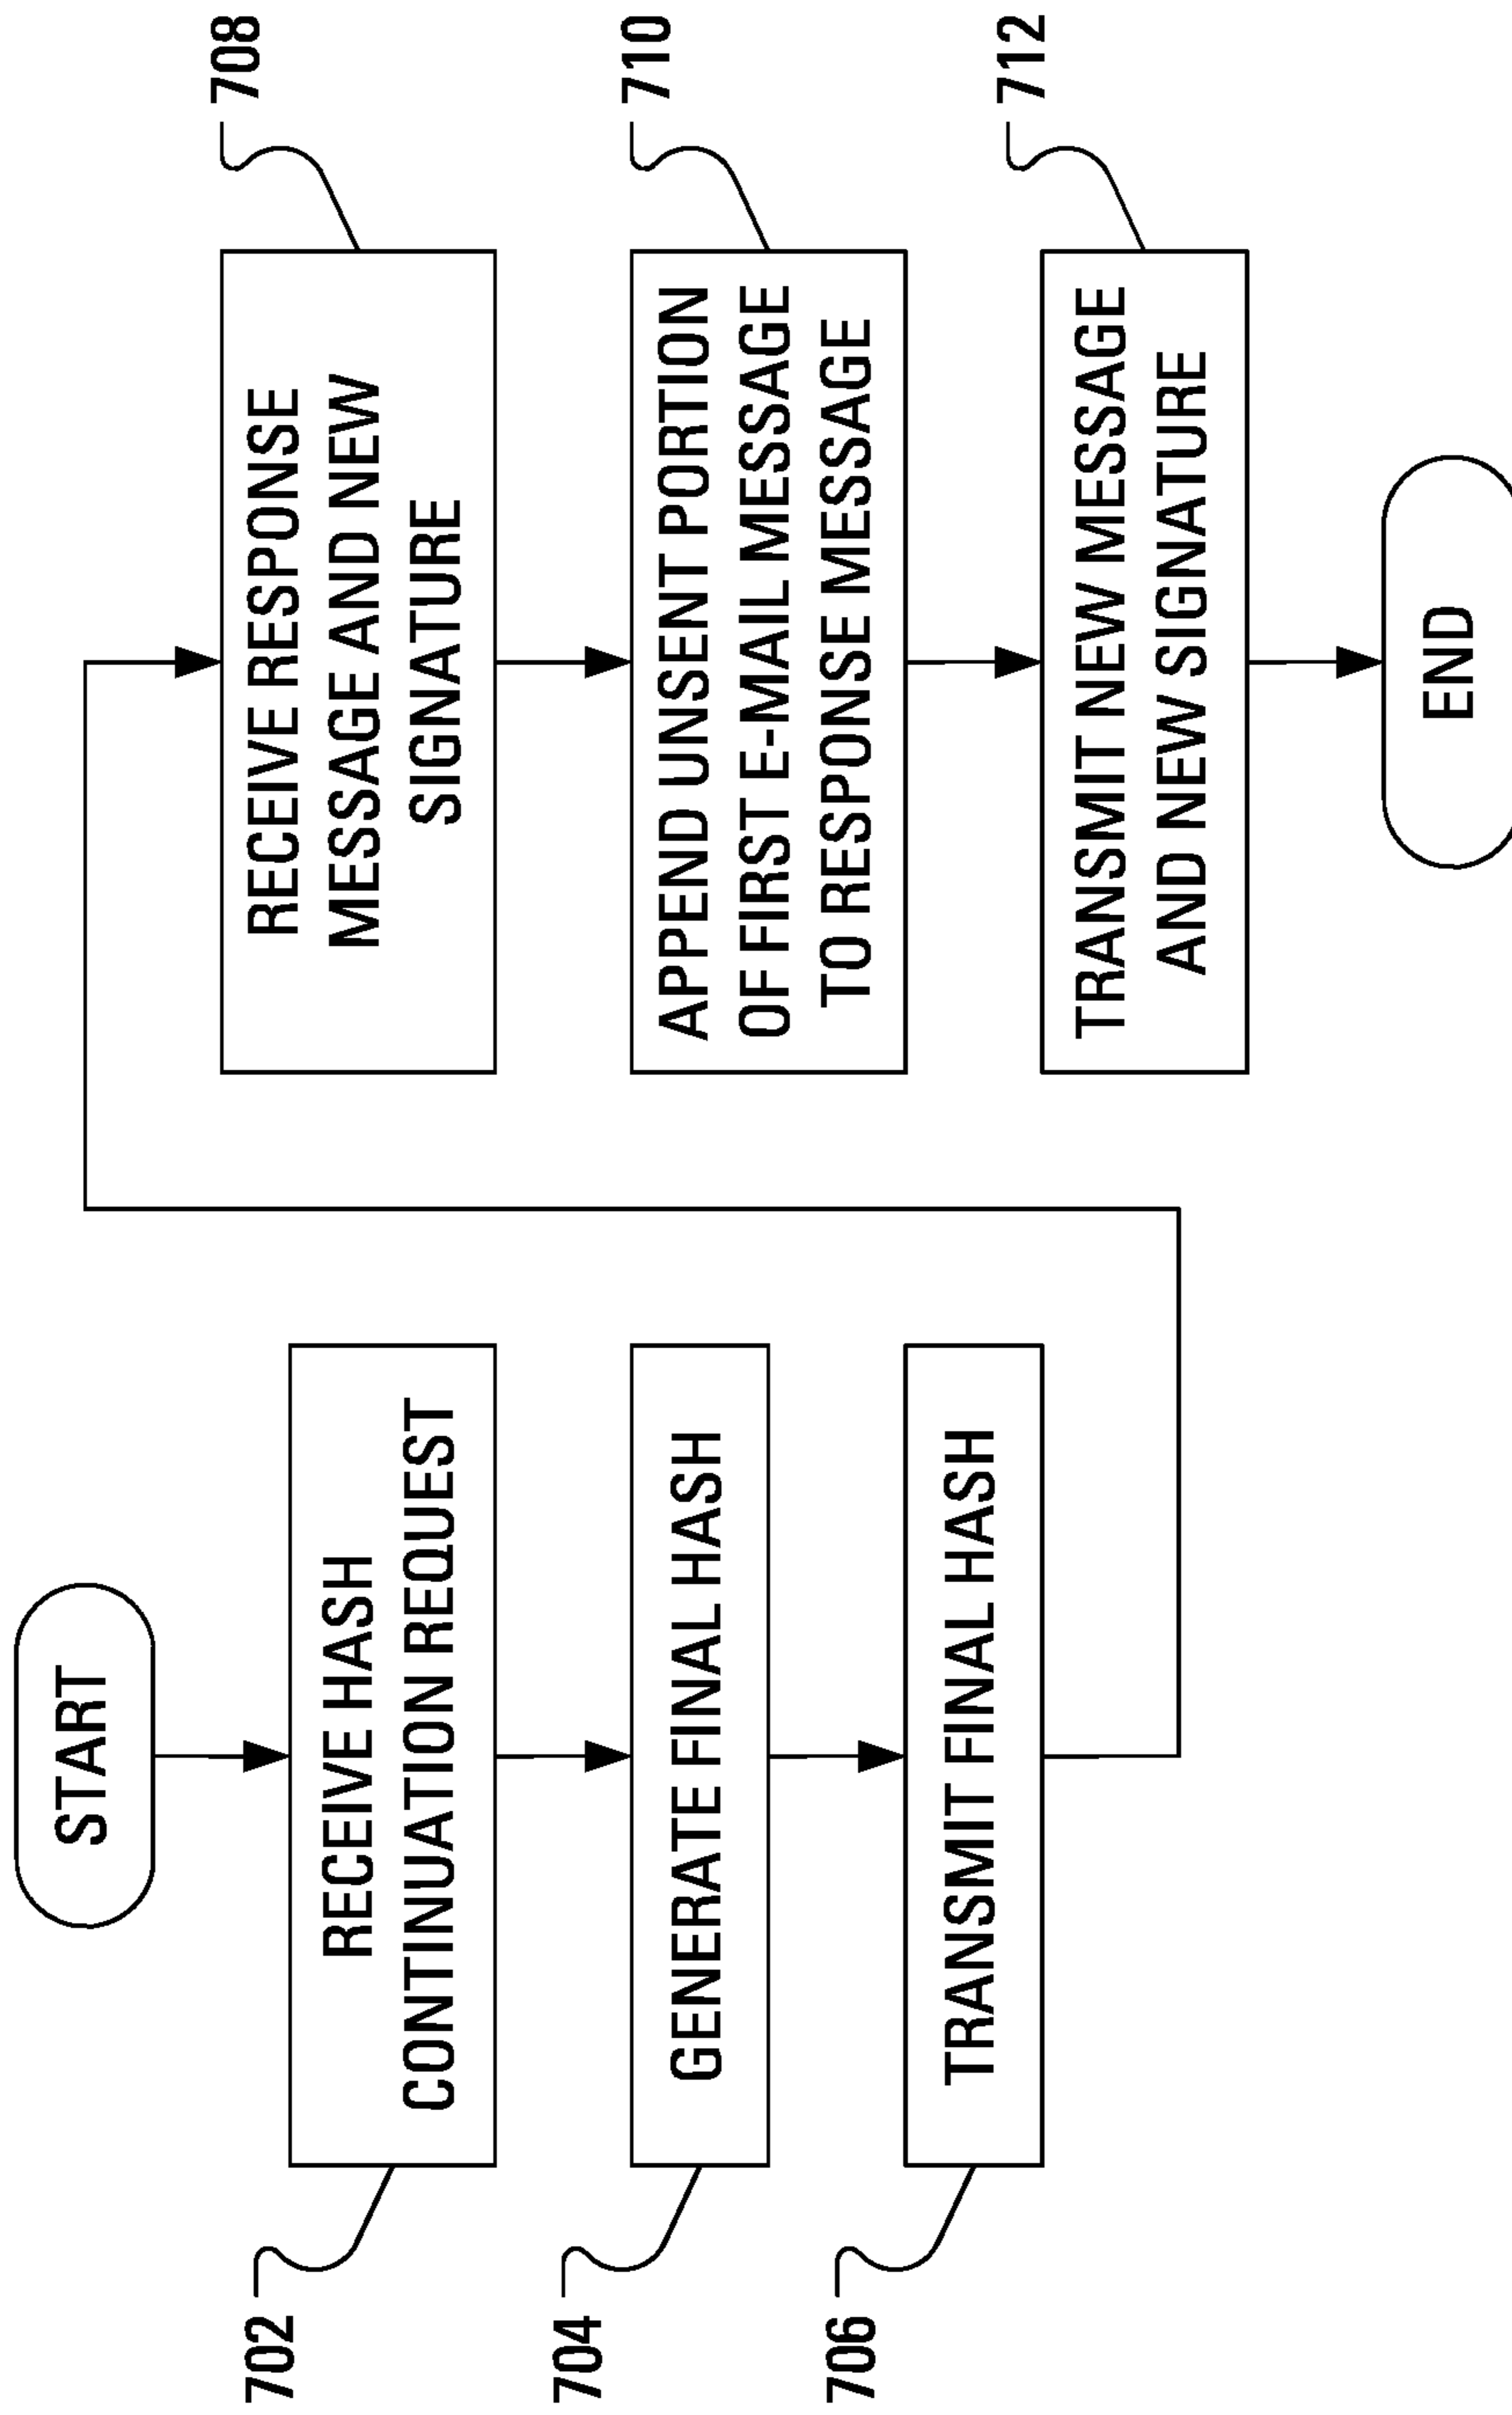 START
702
RECEIVE HASH
CONTINUATION REQUEST
704
GENERATE FINAL HASH
706
TRANSMIT FINAL HASH
708
RECEIVE RESPONSE
MESSAGE AND NEW
SIGNATURE
710
APPEND UNSENT PORTION
OF FIRST E-MAIL MESSAGE
TO RESPONSE MESSAGE
712
TRANSMIT NEW MESSAGE
AND NEW SIGNATURE
END